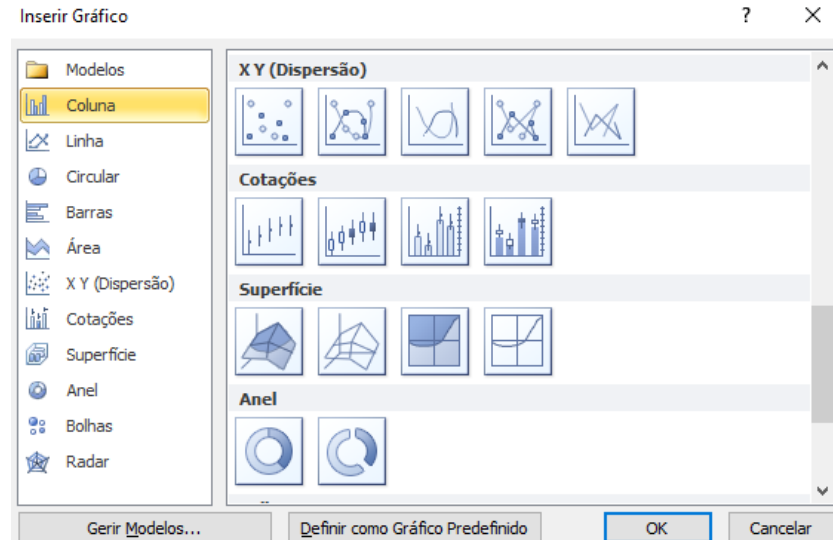 Inserir Gráfico
?
Modelos
Coluna
Linha
Circular
Barras
Área
X Y (Dispersão)
Cotações
Superfície
Anel
Bolhas
Radar
X Y (Dispersão)
Cotações
Superfície
Anel
Gerir Modelos...
Definir como Gráfico Predefinido
OK
Cancelar